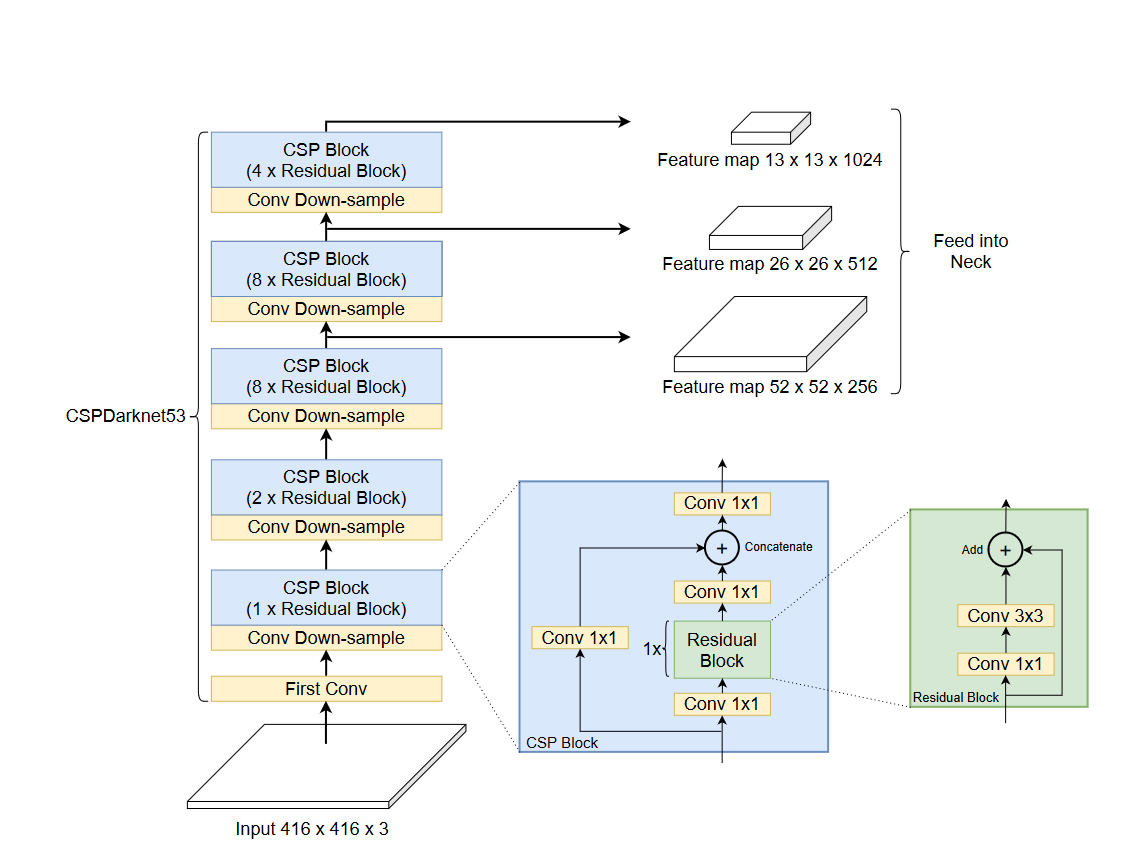 CSP Block
(4 x Residual Block)
Conv Down-sample
CSP Block
(8 x Residual Block)
Conv Down-sample
CSP Block
(8 x Residual Block)
Conv Down-sample
CSP Block
(2 x Residual Block)
Conv Down-sample
CSP Block
(1 x Residual Block)
Conv Down-sample
First Conv
CSPDarknet53
Input 416 x 416 x 3
Feature map 13 x 13 x 1024
Feature map 26 x 26 x 512
Feature map 52 x 52 x 256
Feed into
Neck
Conv 1x1
+
Concatenate
Conv 1x1
Conv 1x1
1x
Residual
Block
Conv 1x1
CSP Block
Add
+
Conv 3x3
Conv 1x1
Residual Block